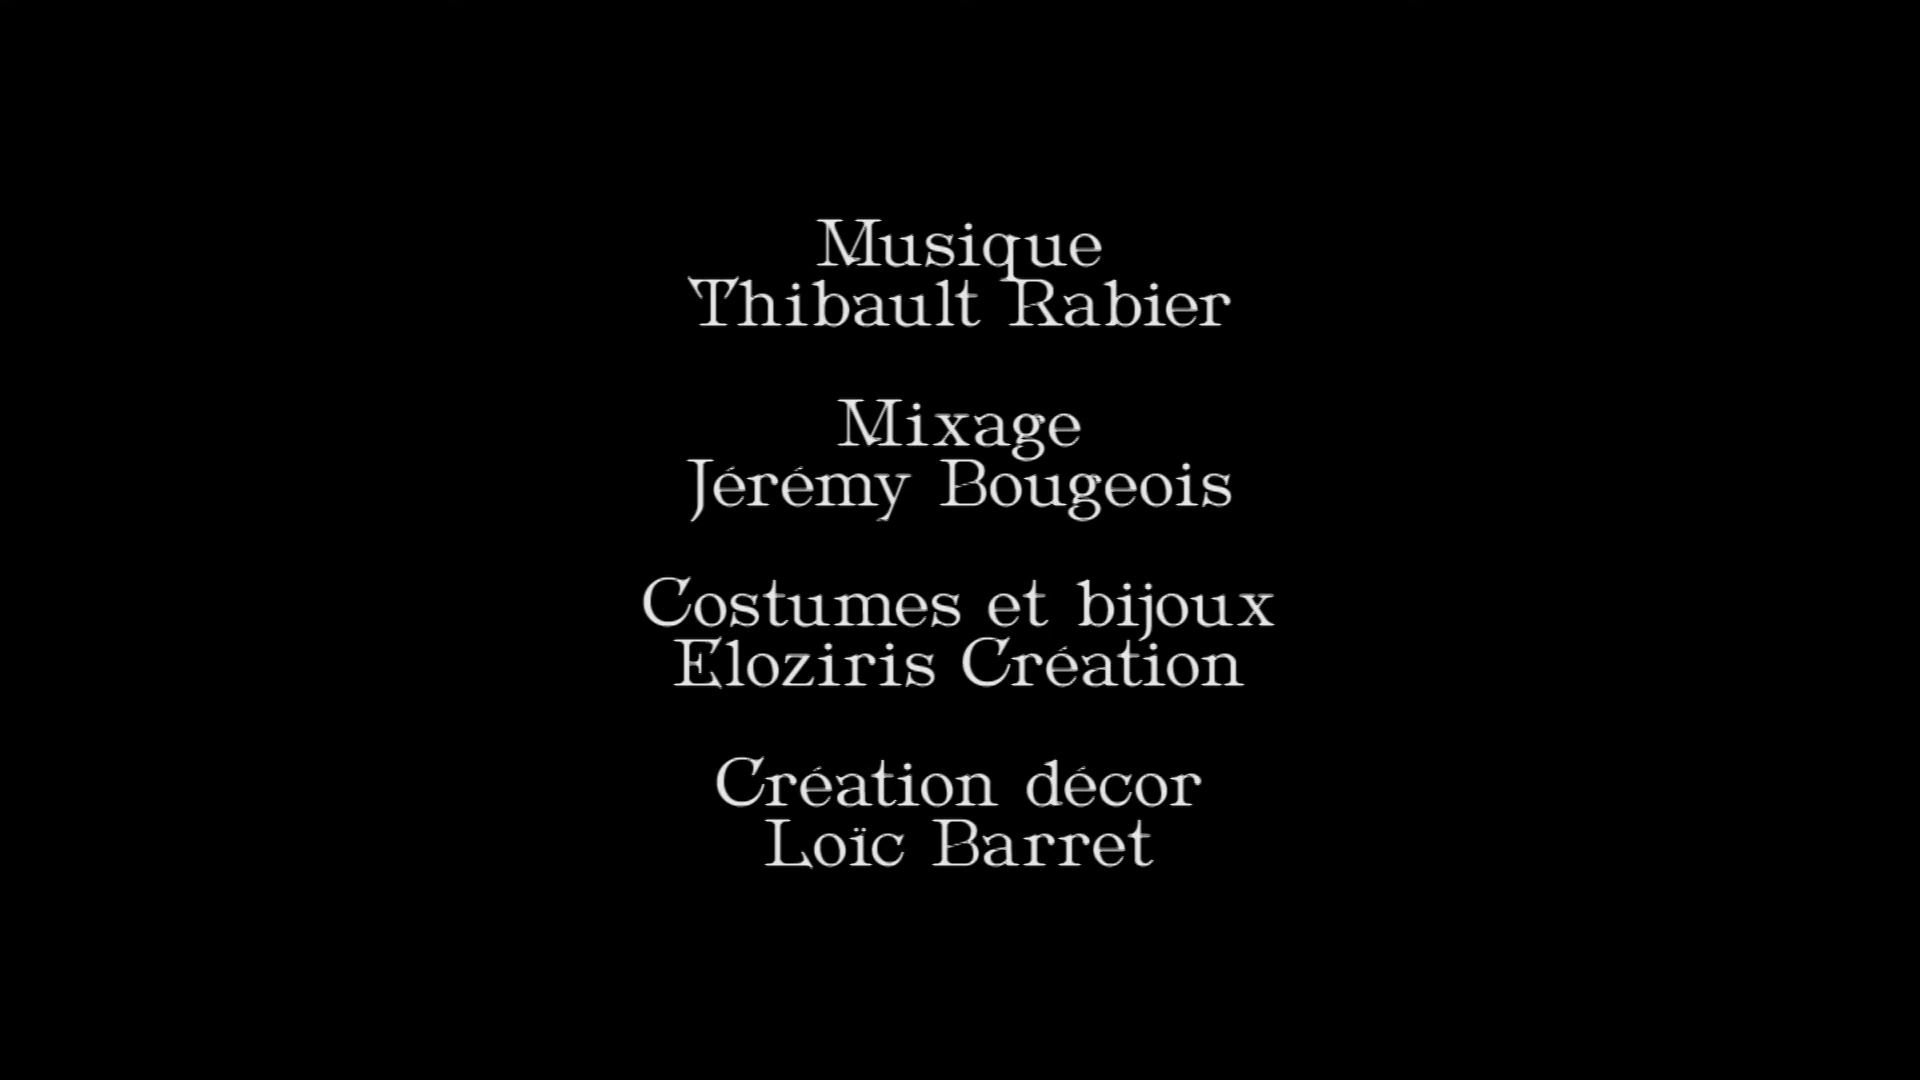 Musique
Thibault Rabier
Mixage
Jérémy Bougeois
Costumes et bijoux
Eloziris Création
Création décor
Loïc Barret